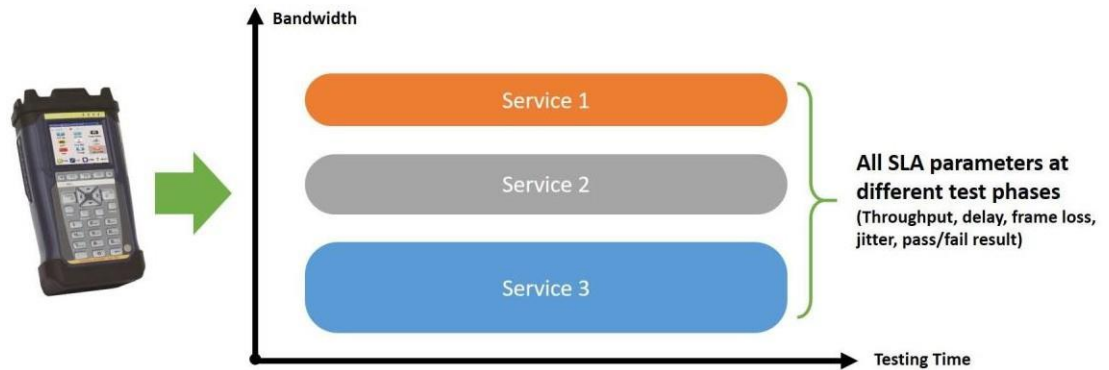 Bandwidth
Service 1
Service 2
Service 3
All SLA parameters at
different test phases
(Throughput, delay, frame loss,
jitter, pass/fail result)
Testing Time